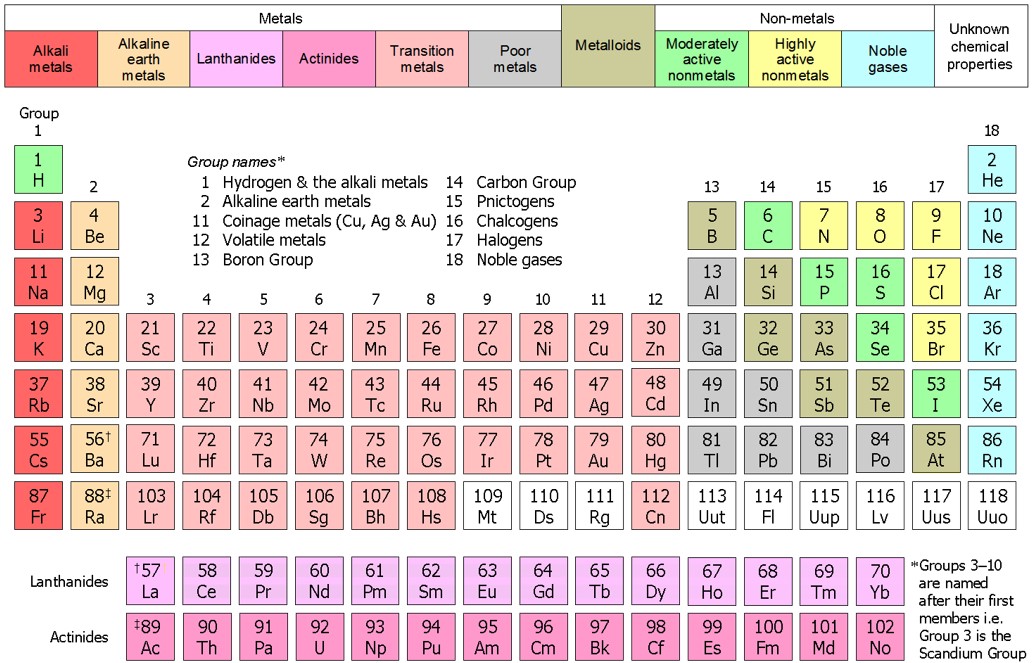 Metals
Metalloids
Non-metals
Unknown
chemical
properties
Alkali
metals
Alkaline
earth
metals
Lanthanides
Actinides
Transition
metals
Poor
metals
Moderately
active
nonmetals
Highly
active
nonmetals
Noble
gases
Group
1
18
1
H
2
He
Group names*
1 Hydrogen & the alkali metals
2 Alkaline earth metals
11 Coinage metals (Cu, Ag & Au)
12 Volatile metals
13 Boron Group
14 Carbon Group
15 Pnictogens
16 Chalcogens
17 Halogens
18 Noble gases
2 13 14 15 16 17
3 4 5 6 7 8 9 10
Li Be B C N O F Ne
11 12 13 14 15 16 17 18
Na Mg Al Si P S Cl Ar
3 4 5 6 7 8 9 10 11 12
19 20 21 22 23 24 25 26 27 28 29 30 31 32 33 34 35 36
K Ca Sc Ti V Cr Mn Fe Co Ni Cu Zn Ga Ge As Se Br Kr
37 38 39 40 41 42 43 44 45 46 47 48 49 50 51 52 53 54
Rb Sr Y Zr Nb Mo Tc Ru Rh Pd Ag Cd In Sn Sb Te I Xe
55 56† 71 72 73 74 75 76 77 78 79 80 81 82 83 84 85 86
Cs Ba Lu Hf Ta W Re Os Ir Pt Au Hg Tl Pb Bi Po At Rn
87 88‡ 103 104 105 106 107 108 109 110 111 112 113 114 115 116 117 118
Fr Ra Lr Rf Db Sg Bh Hs Mt Ds Rg Cn Uut Fl Uup Lv Uus Uuo
Lanthanides
†57 58 59 60 61 62 63 64 65 66 67 68 69 70
La Ce Pr Nd Pm Sm Eu Gd Tb Dy Ho Er Tm Yb
Actinides
‡89 90 91 92 93 94 95 96 97 98 99 100 101 102
Ac Th Pa U Np Pu Am Cm Bk Cf Es Fm Md No
*Groups 3–10
are named
after their first
members i.e.
Group 3 is the
Scandium Group